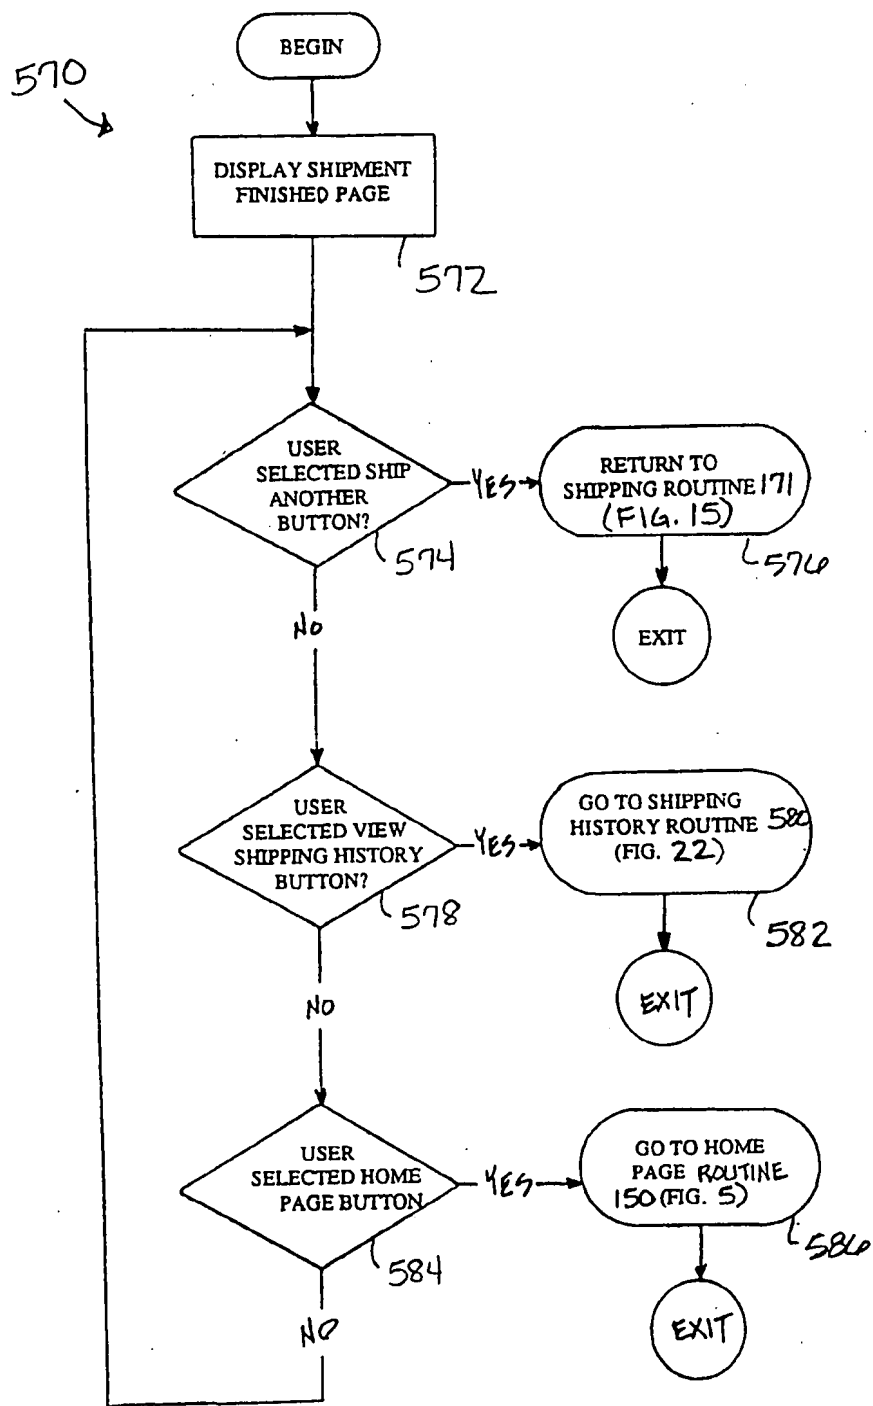 BEGIN
570
DISPLAY SHIPMENT
FINISHED PAGE
572
USER
SELECTED SHIP
ANOTHER
BUTTON?
574
YES
RETURN TO
SHIPPING ROUTINE 171
(FIG. 15)
576
EXIT
NO
USER
SELECTED VIEW
SHIPPING HISTORY
BUTTON?
578
YES
GO TO SHIPPING
HISTORY ROUTINE 580
(FIG. 22)
582
EXIT
NO
USER
SELECTED HOME
PAGE BUTTON
584
YES
GO TO HOME
PAGE ROUTINE
150 (FIG. 5)
586
EXIT
NO